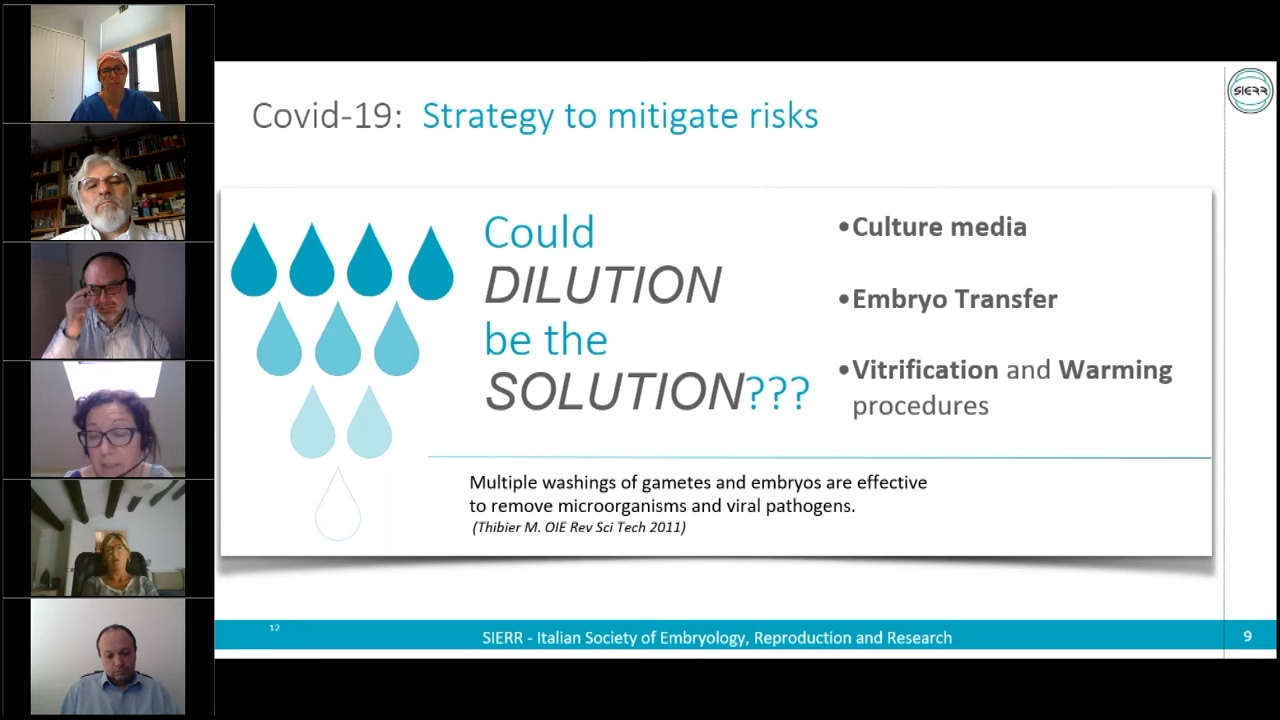 SIERR
Covid-19: Strategy to mitigate risks
Could
DILUTION
be the
SOLUTION???
•Culture media
•Embryo Transfer
•Vitrification and Warming
procedures
Multiple washings of gametes and embryos are effective
to remove microorganisms and viral pathogens.
(Thibier M. OIE Rev Sci Tech 2011)
12
SIERR - Italian Society of Embryology, Reproduction and Research
9